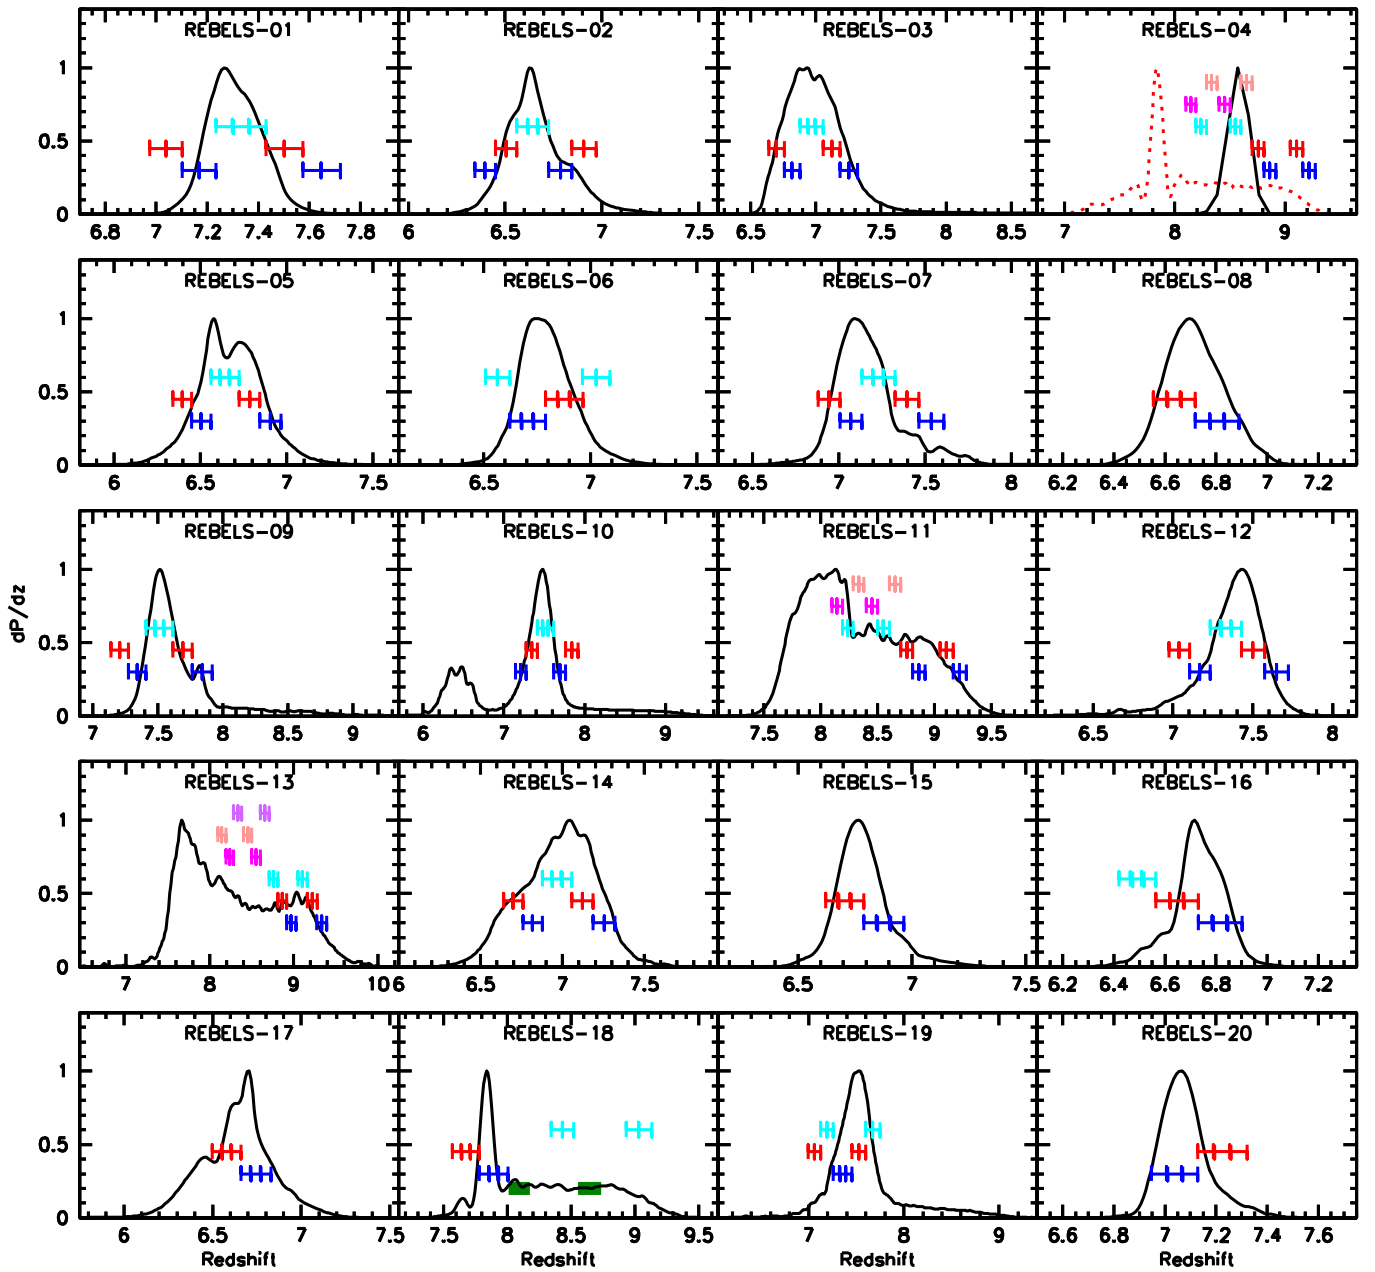 REBELS-01 REBELS-02 REBELS-03 REBELS-04
1
0.5
0
6.8 7 7.2 7.4 7.6 7.8 6 6.5 7 7.5 6.5 7 7.5 8 8.5 7 8 9
REBELS-05 REBELS-06 REBELS-07 REBELS-08
1
0.5
0
6 6.5 7 7.5 6.5 7 6.5 7 7.5 8 6.2 6.4 6.6 6.8 7 7.2
REBELS-09 REBELS-10 REBELS-11 REBELS-12
1
dP/dz
0.5
0
7 7.5 8 8.5 9 6 7 8 9 7.5 8 8.5 9 9.5 6.5 7 7.5 8
REBELS-13 REBELS-14 REBELS-15 REBELS-16
1
0.5
0
7 8 9 10 6 7 6.5 7 7.5 6.2 6.4 6.6 6.8 7 7.2
REBELS-17 REBELS-18 REBELS-19 REBELS-20
1
0.5
0
6 6.5 7 7.5 7.5 8 8.5 9 9.5 7 8 9 6.6 6.8 7 7.2 7.4 7.6
Redshift Redshift Redshift Redshift